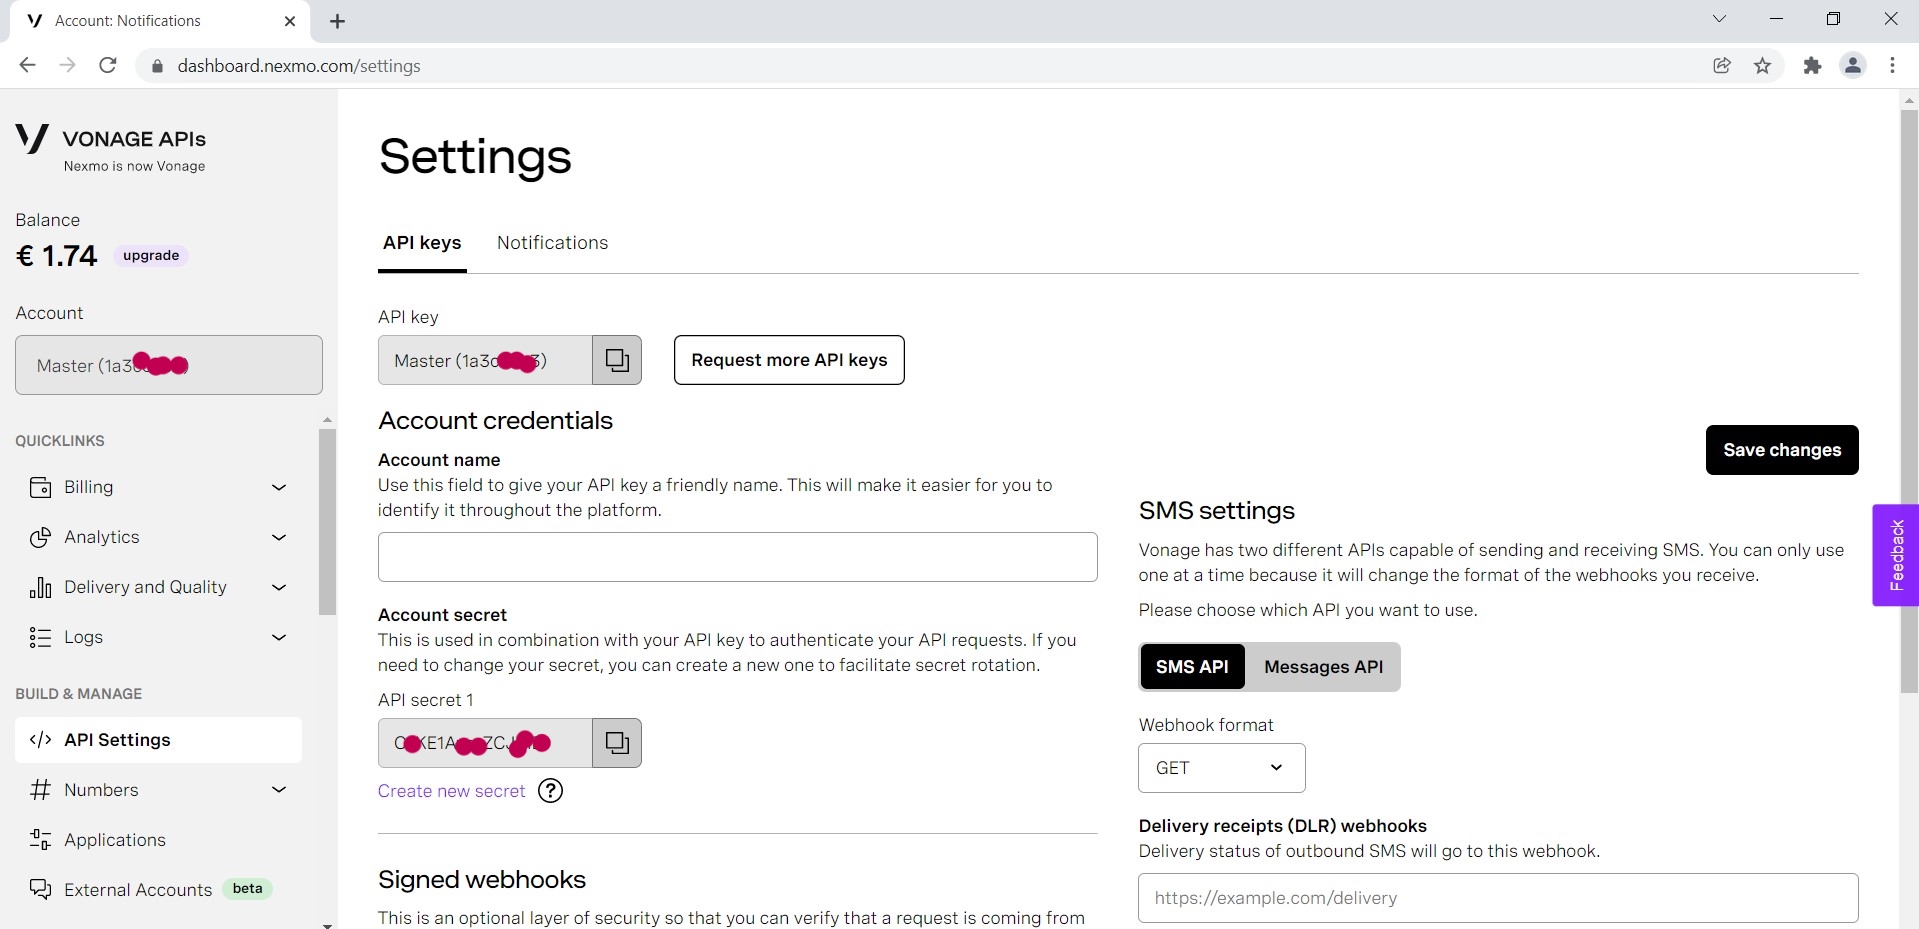 Account: Notifications
dashboard.nexmo.com/settings
VONAGE APIs
Nexmo is now Vonage
Balance
€ 1.74 upgrade
Account
Master
QUICKLINKS
Billing
Analytics
Delivery and Quality
Logs
BUILD & MANAGE
</> API Settings
Numbers
Applications
External Accounts beta
Settings
API keys Notifications
API key
Master
Request more API keys
Account credentials
Account name
Use this field to give your API key a friendly name. This will make it easier for you to
identify it throughout the platform.
Account secret
This is used in combination with your API key to authenticate your API requests. If you
need to change your secret, you can create a new one to facilitate secret rotation.
API secret 1
Create new secret ?
Signed webhooks
This is an optional layer of security so that you can verify that a request is coming from
Save changes
SMS settings
Vonage has two different APIs capable of sending and receiving SMS. You can only use
one at a time because it will change the format of the webhooks you receive.
Please choose which API you want to use.
SMS API Messages API
Webhook format
GET
Delivery receipts (DLR) webhooks
Delivery status of outbound SMS will go to this webhook.
https://example.com/delivery
Feedback